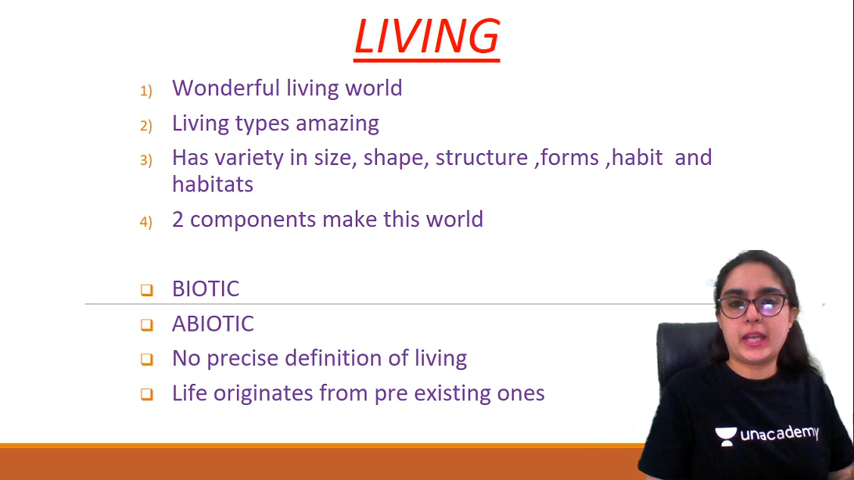 LIVING
1) Wonderful living world
2) Living types amazing
3) Has variety in size, shape, structure ,forms ,habit and
habitats
4) 2 components make this world
❑ BIOTIC
❑ ABIOTIC
❑ No precise definition of living
❑ Life originates from pre existing ones
unacademy